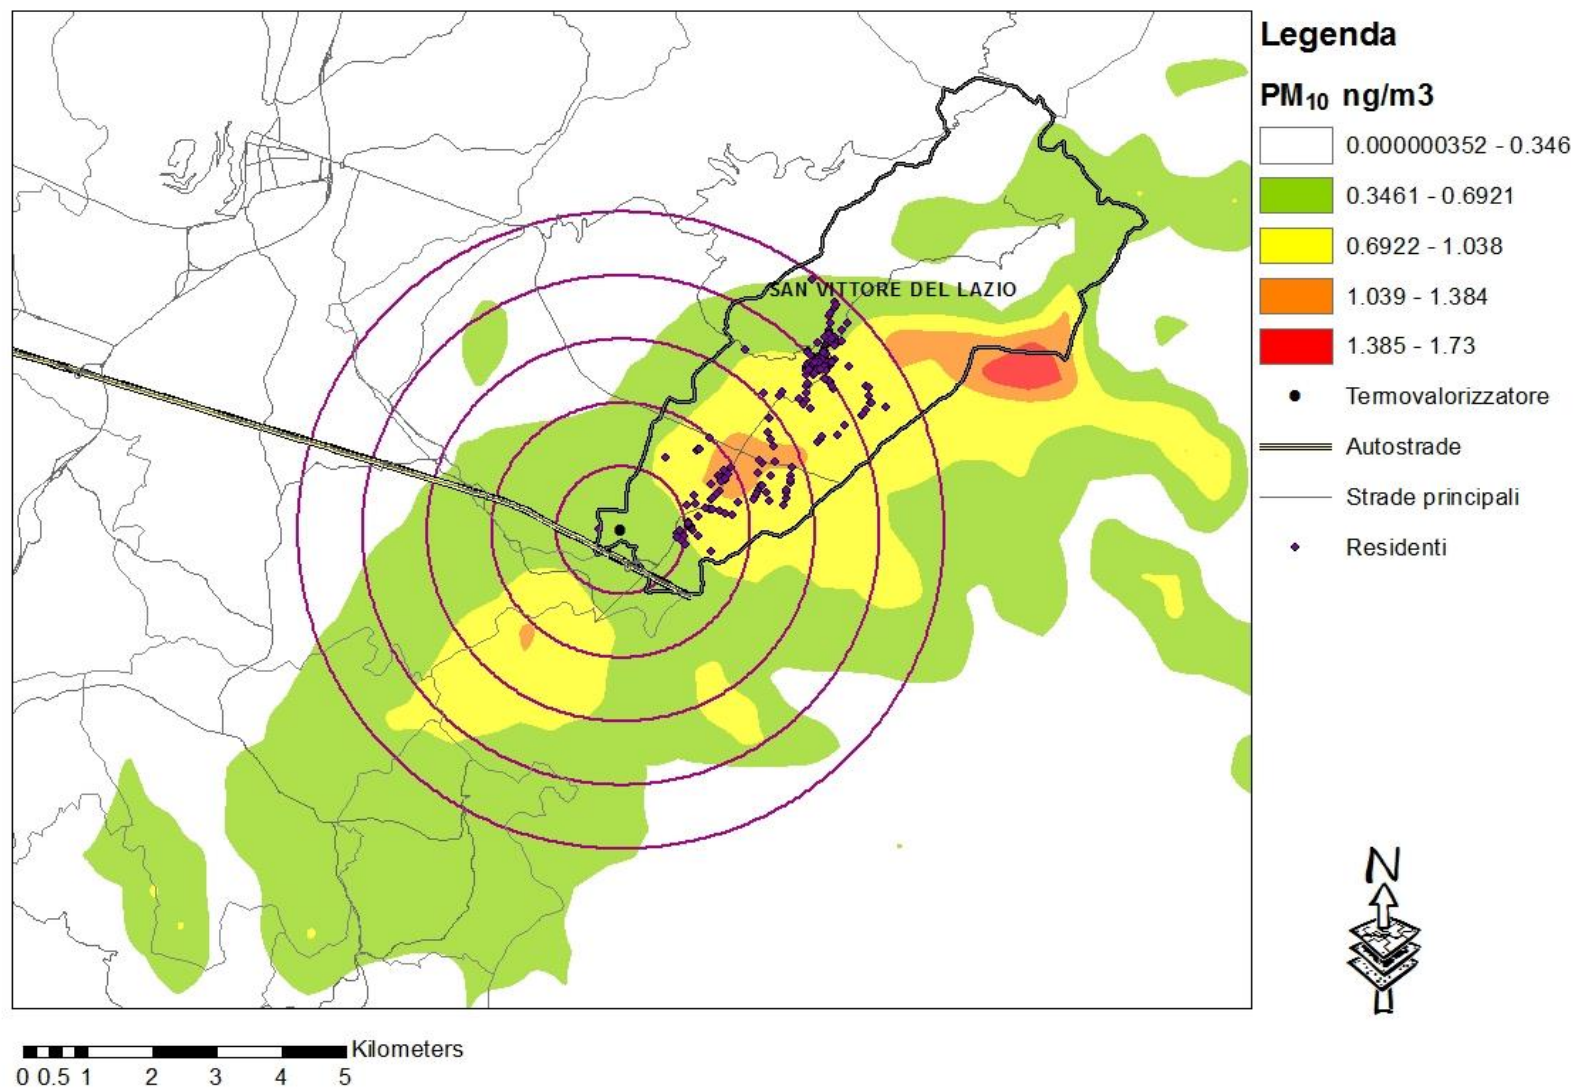 Legenda
PM10 ng/m3
0.000000352 - 0.346
0.3461 - 0.6921
0.6922 - 1.038
1.039 - 1.384
1.385 - 1.73
Termovalorizzatore
Autostrade
Strade principali
Residenti
SAN VITTORE DEL LAZIO
N
Kilometers
0 0.5 1 2 3 4 5